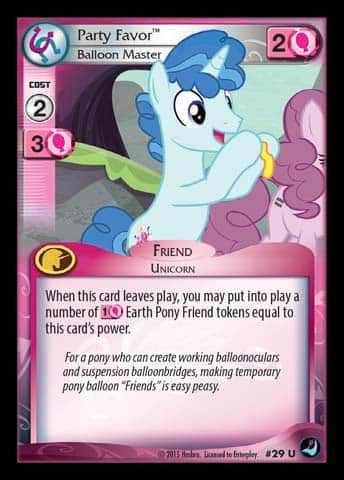 Party Favor™
Balloon Master
2
COST
2
3
FRIEND
UNICORN
When this card leaves play, you may put into play a
number of 1 Earth Pony Friend tokens equal to
this card's power.
For a pony who can create working balloonoculars
and suspension balloonbridges, making temporary
pony balloon "Friends" is easy peasy.
© 2015 Hasbro. Licensed to Enterplay. #29 U